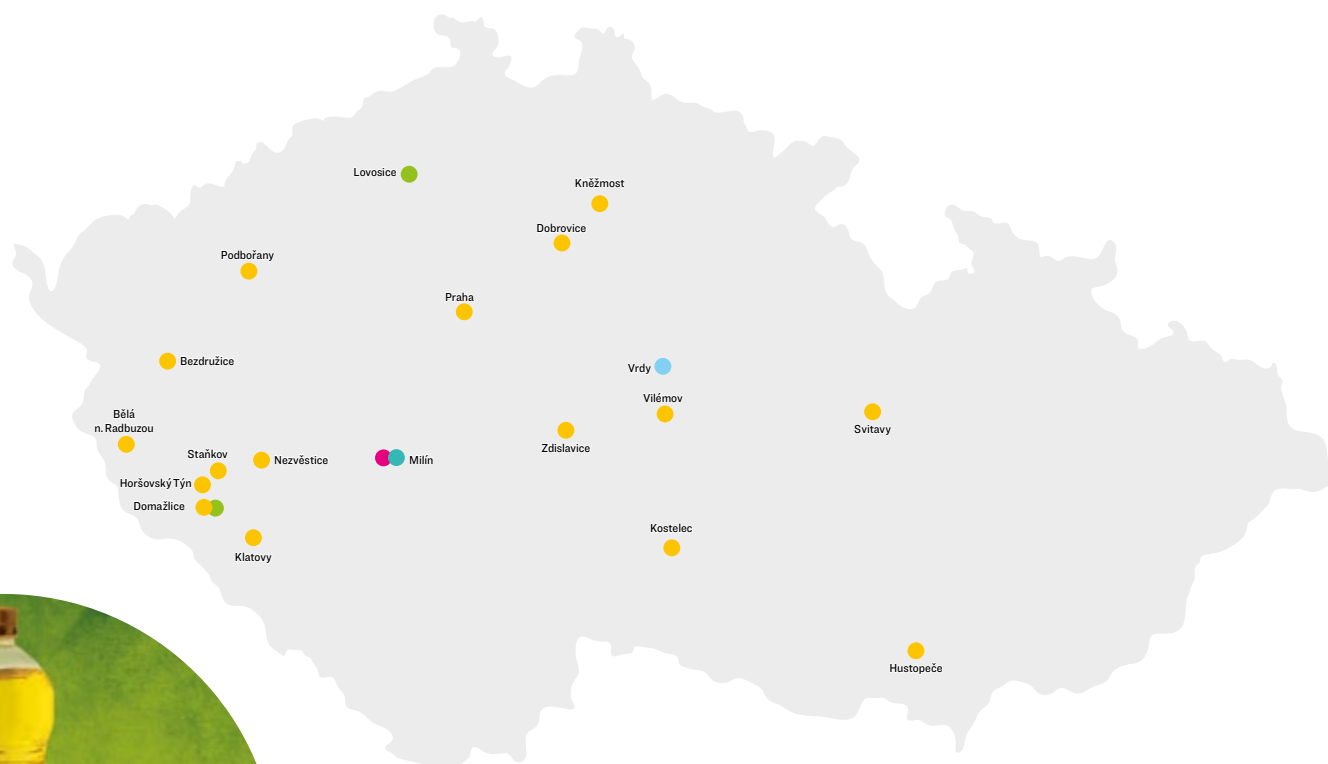 Lovosice
Kněžmost
Dobrovice
Podbořany
Praha
Bezdružice
Vrdy
Vilémov
Bělá
n. Radbuzou
Svitavy
Zdislavice
Staňkov
Nezvěstice
Milín
Horšovský Týn
Domažlice
Kostelec
Klatovy
Hustopeče